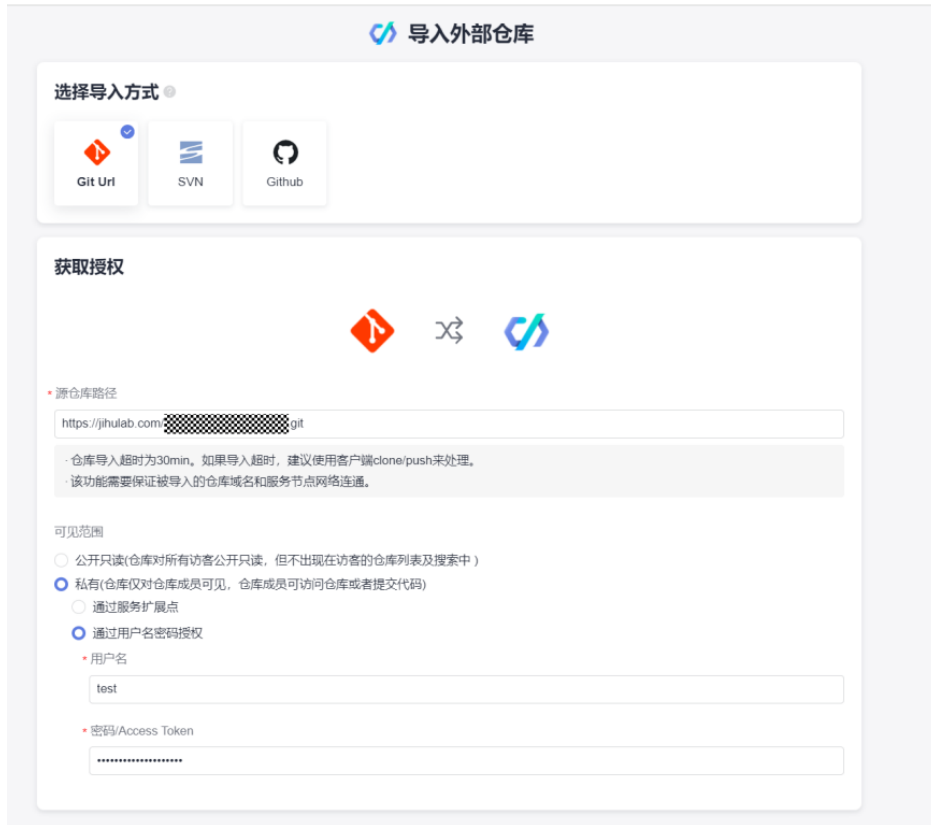 导入外部仓库
选择导入方式
Git Url
SVN
Github
获取授权
* 源仓库路径
https://jihulab.com/ .git
· 仓库导入超时为30min。如果导入超时，建议使用客户端clone/push来处理。
· 该功能需要保证被导入的仓库域名和服务节点网络连通。
可见范围
公开只读(仓库对所有访客公开只读，但不出现在访客的仓库列表及搜索中 )
私有(仓库仅对仓库成员可见，仓库成员可访问仓库或者提交代码)
通过服务扩展点
通过用户名密码授权
* 用户名
test
* 密码/Access Token
••••••••••••••••••••